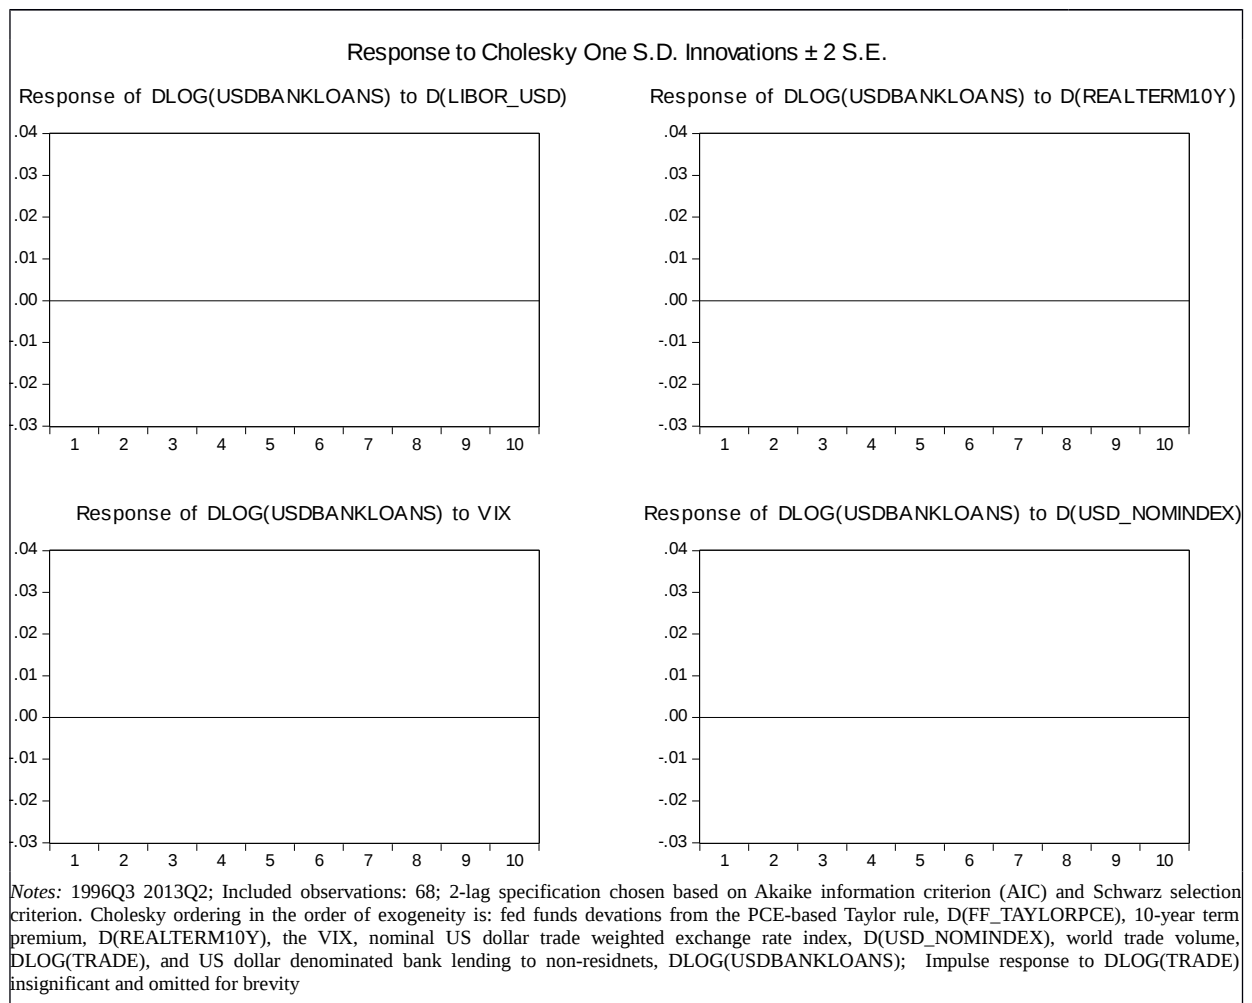 Response to Cholesky One S.D. Innovations ± 2 S.E.
Response of DLOG(USDBANKLOANS) to D(LIBOR_USD)
.04
.03
.02
.01
.00
-.01
-.02
-.03
1 2 3 4 5 6 7 8 9 10
Response of DLOG(USDBANKLOANS) to D(REALTERM10Y)
.04
.03
.02
.01
.00
-.01
-.02
-.03
1 2 3 4 5 6 7 8 9 10
Response of DLOG(USDBANKLOANS) to VIX
.04
.03
.02
.01
.00
-.01
-.02
-.03
1 2 3 4 5 6 7 8 9 10
Response of DLOG(USDBANKLOANS) to D(USD_NOMINDEX)
.04
.03
.02
.01
.00
-.01
-.02
-.03
1 2 3 4 5 6 7 8 9 10
Notes: 1996Q3 2013Q2; Included observations: 68; 2-lag specification chosen based on Akaike information criterion (AIC) and Schwarz selection
criterion. Cholesky ordering in the order of exogeneity is: fed funds devations from the PCE-based Taylor rule, D(FF_TAYLORPCE), 10-year term
premium, D(REALTERM10Y), the VIX, nominal US dollar trade weighted exchange rate index, D(USD_NOMINDEX), world trade volume,
DLOG(TRADE), and US dollar denominated bank lending to non-residnets, DLOG(USDBANKLOANS); Impulse response to DLOG(TRADE)
insignificant and omitted for brevity